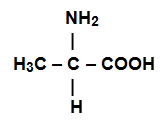 NH₂
H₃C – C – COOH
H